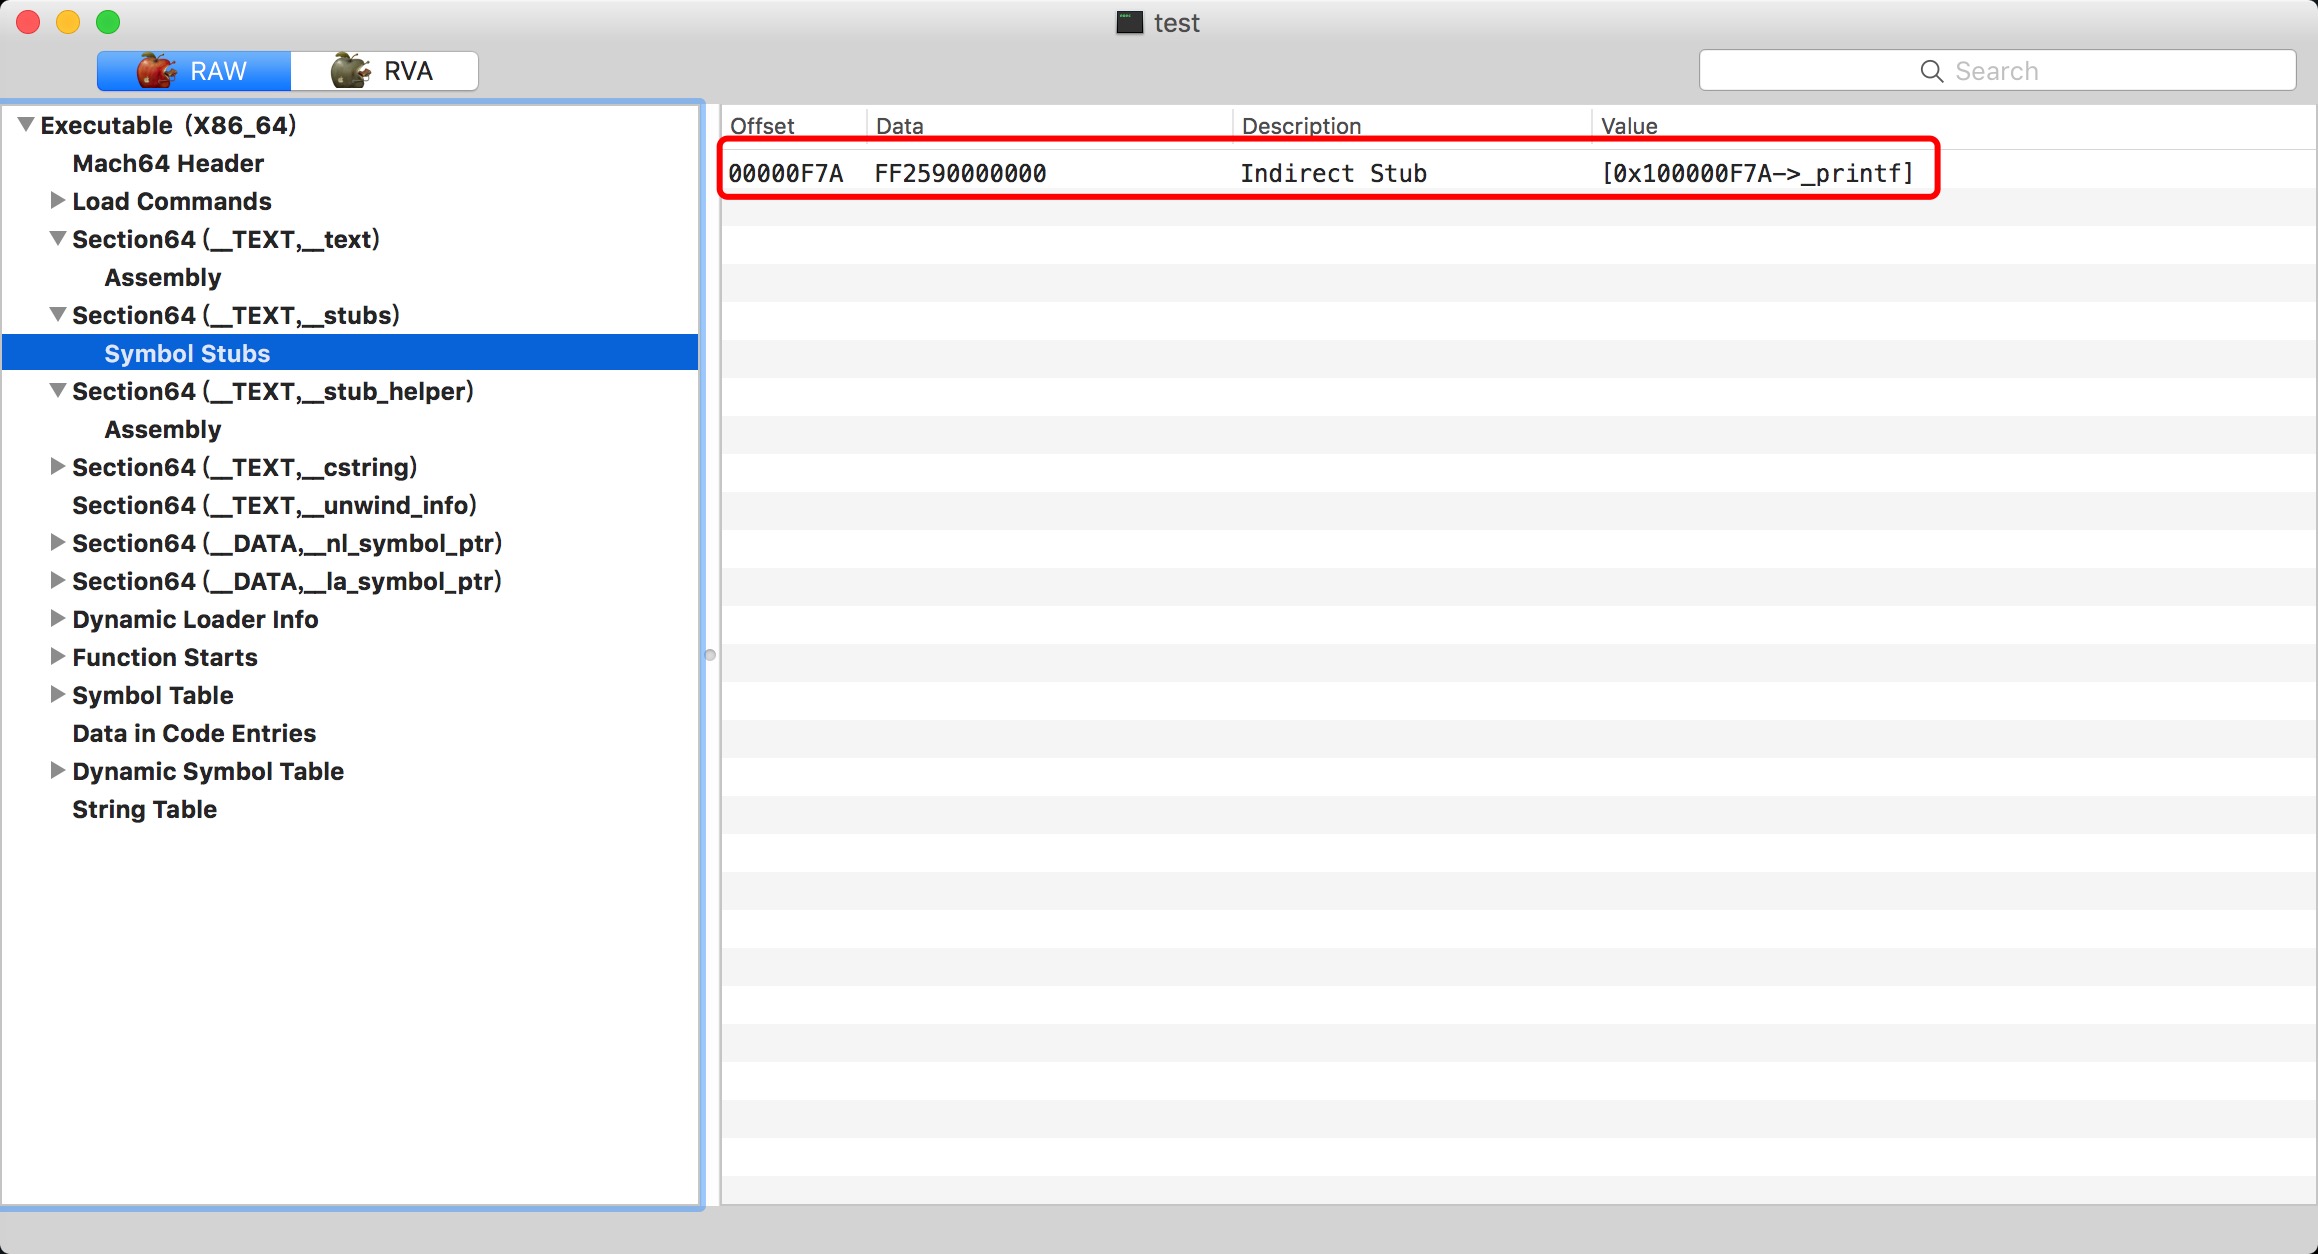 test
RAW RVA Search
Executable (X86_64)
Mach64 Header
Load Commands
Section64 (__TEXT,__text)
Assembly
Section64 (__TEXT,__stubs)
Symbol Stubs
Section64 (__TEXT,__stub_helper)
Assembly
Section64 (__TEXT,__cstring)
Section64 (__TEXT,__unwind_info)
Section64 (__DATA,__nl_symbol_ptr)
Section64 (__DATA,__la_symbol_ptr)
Dynamic Loader Info
Function Starts
Symbol Table
Data in Code Entries
Dynamic Symbol Table
String Table
Offset Data Description Value
00000F7A FF2590000000 Indirect Stub [0x100000F7A->_printf]